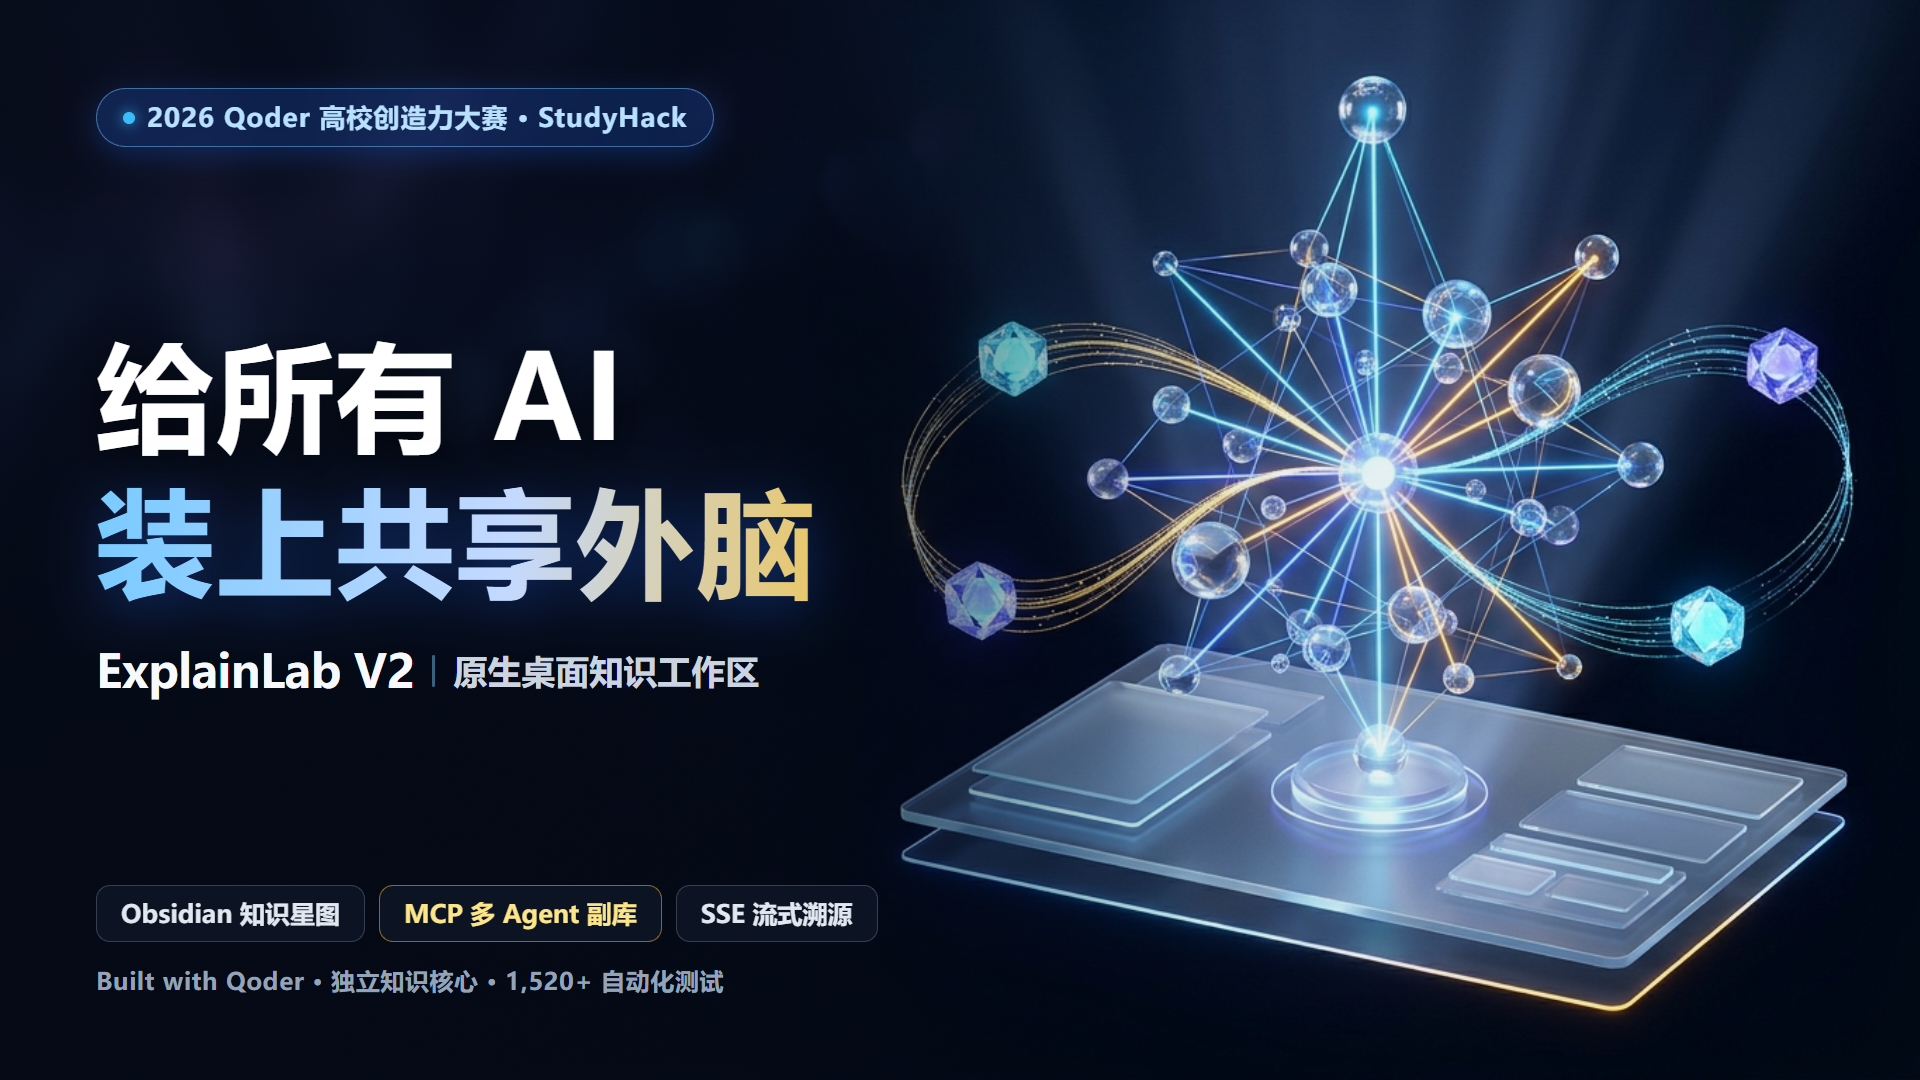 2026 Qoder 高校创造力大赛 • StudyHack
给所有 AI
装上共享外脑
ExplainLab V2 | 原生桌面知识工作区
Obsidian 知识星图
MCP 多 Agent 副库
SSE 流式溯源
Built with Qoder • 独立知识核心 • 1,520+ 自动化测试